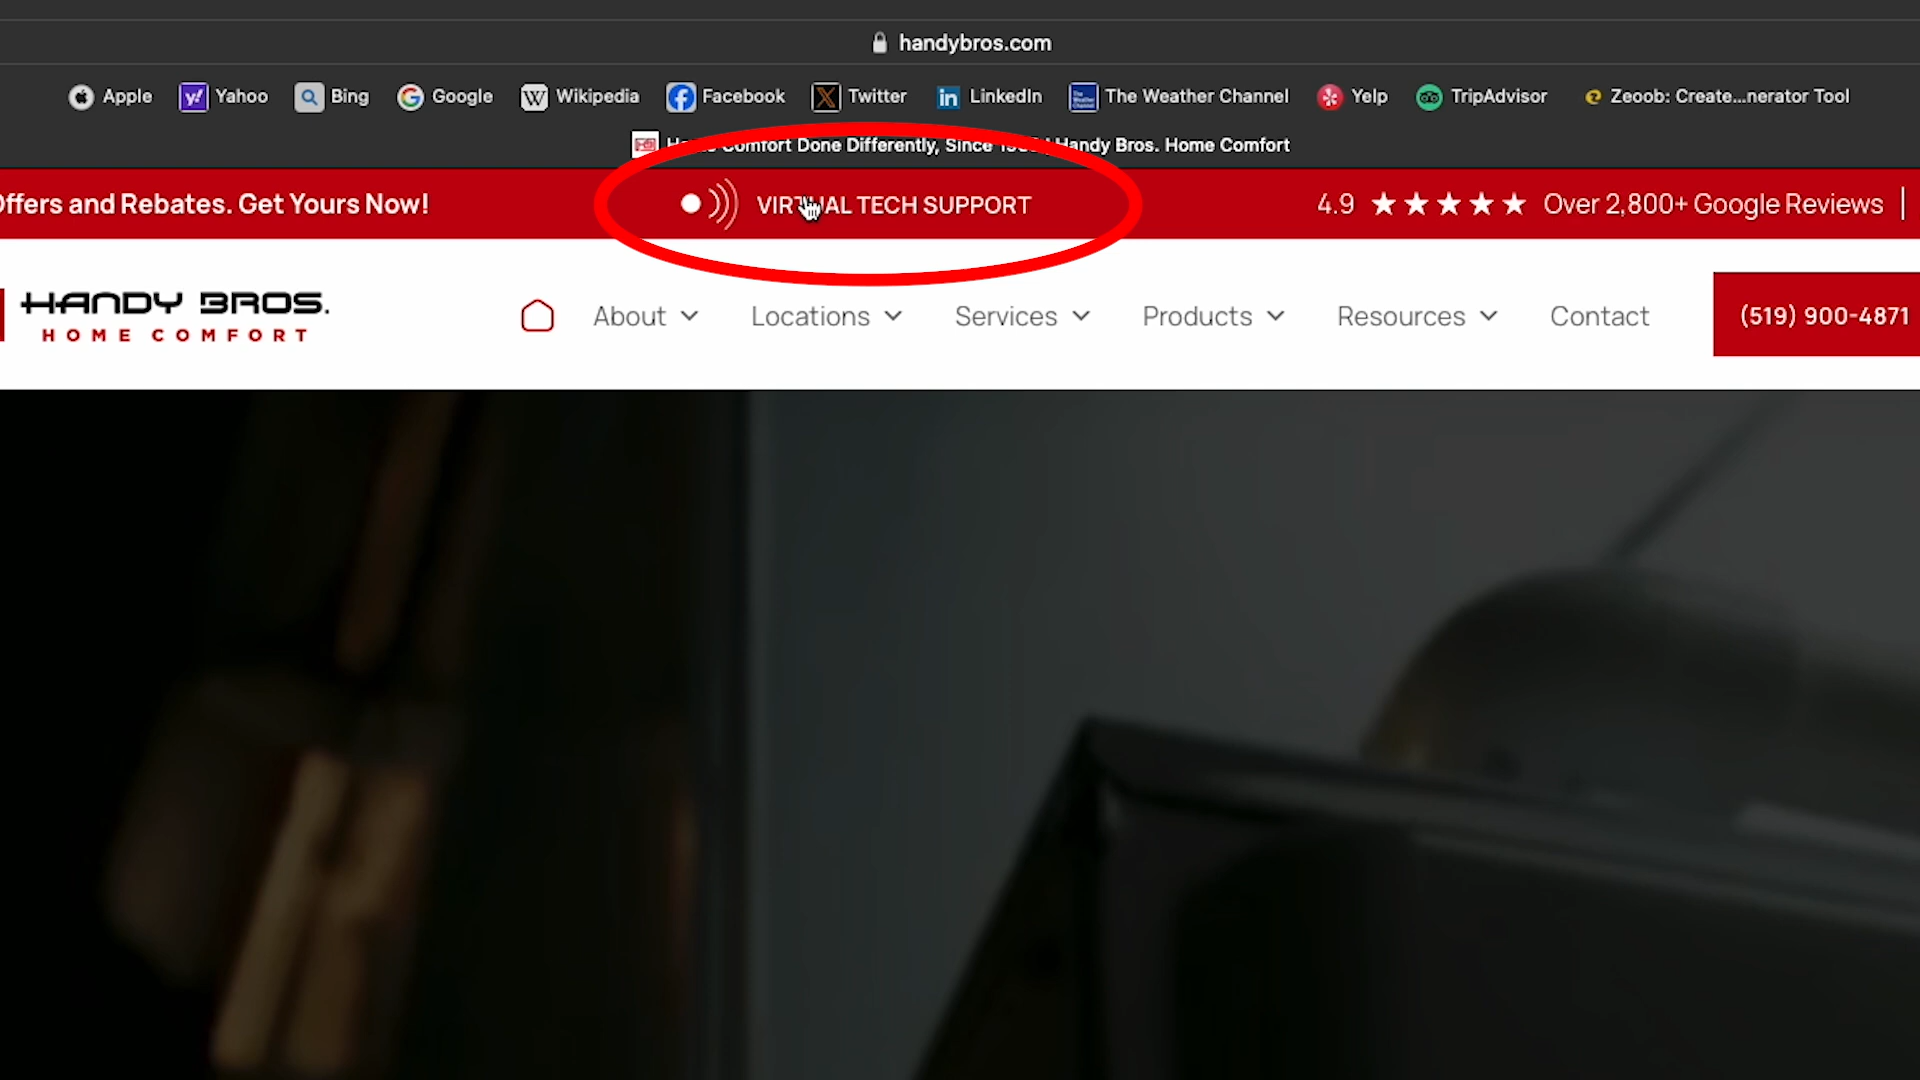 handybros.com
Apple Yahoo Bing Google Wikipedia Facebook Twitter LinkedIn The Weather Channel Yelp TripAdvisor Zeoob: Create...nerator Tool
Comfort Done Differently, Since Handy Bros. Home Comfort
Offers and Rebates. Get Yours Now! VIRTUAL TECH SUPPORT 4.9 ★★★★★ Over 2,800+ Google Reviews |
HANDY BROS.
HOME COMFORT
About Locations Services Products Resources Contact (519) 900-4871